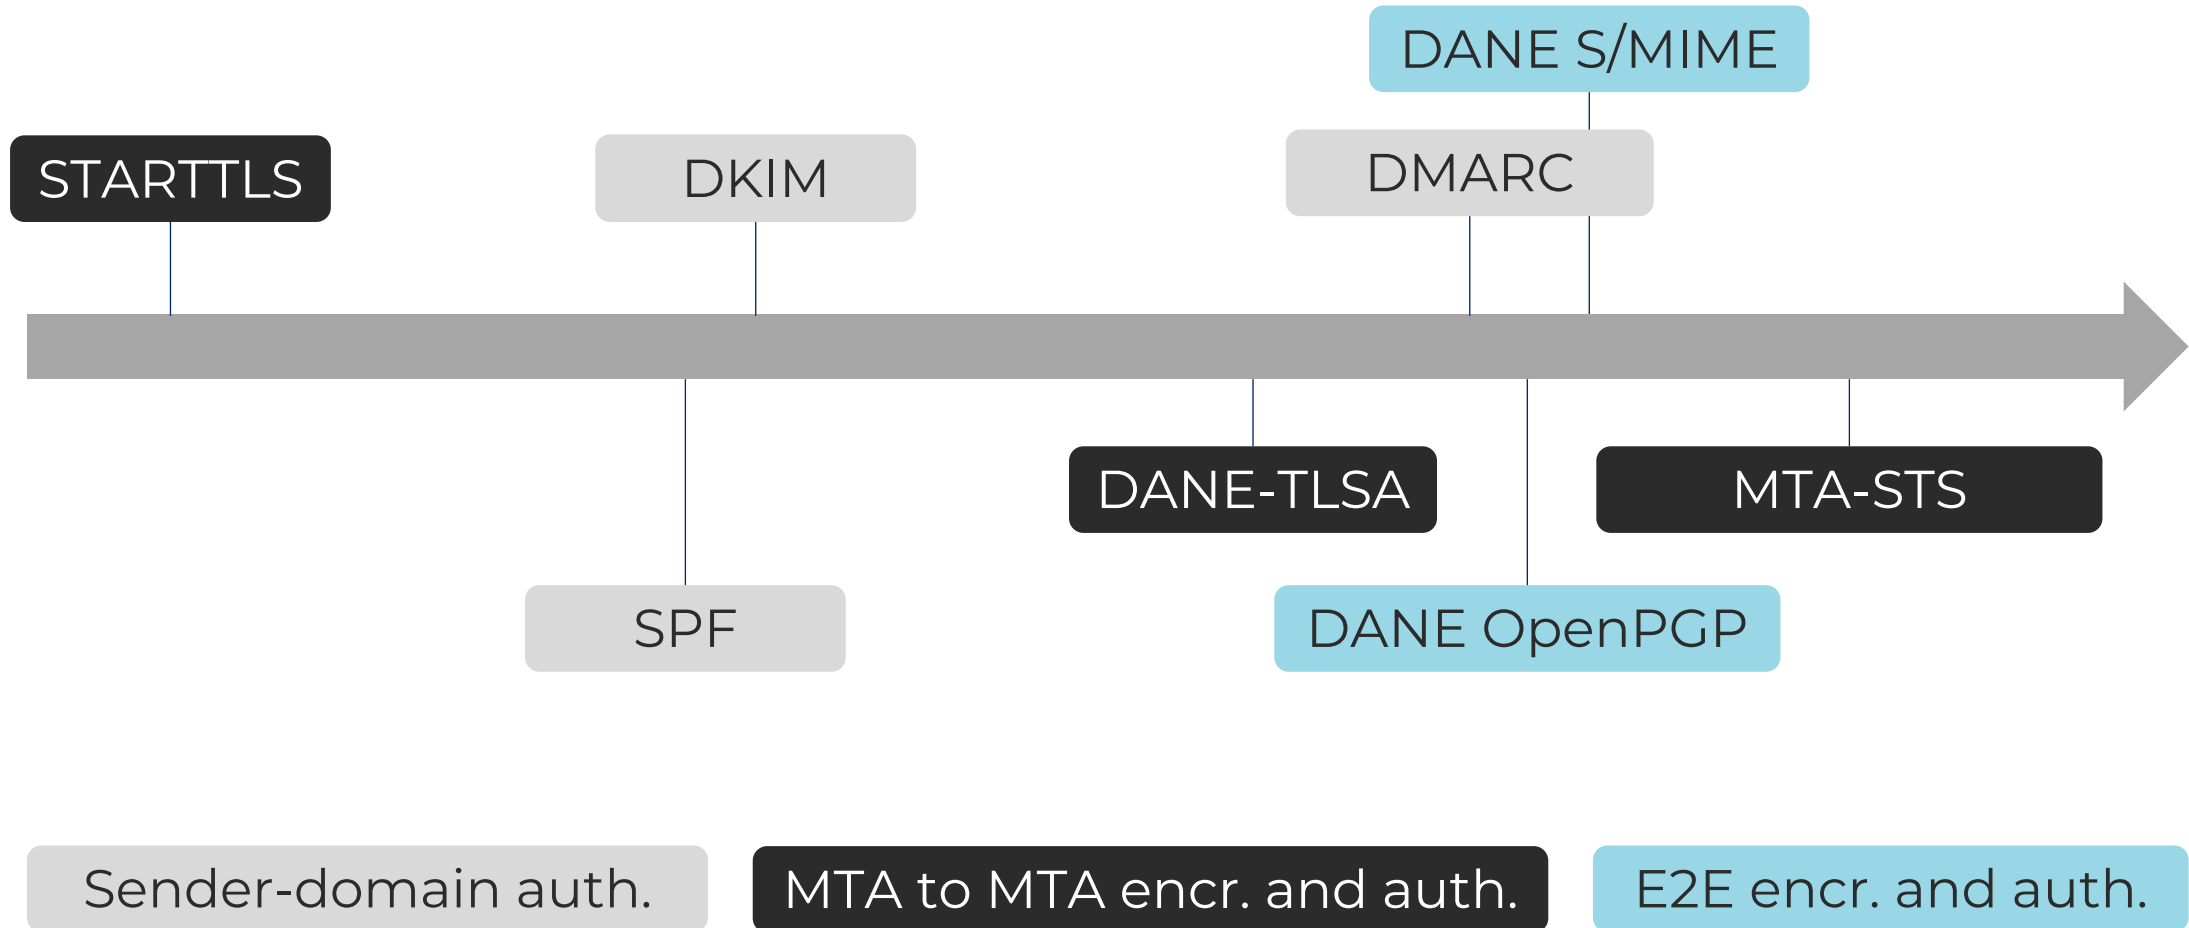 DANE S/MIME
STARTTLS
DKIM
DMARC
DANE-TLSA
MTA-STS
SPF
DANE OpenPGP
Sender-domain auth.
MTA to MTA encr. and auth.
E2E encr. and auth.